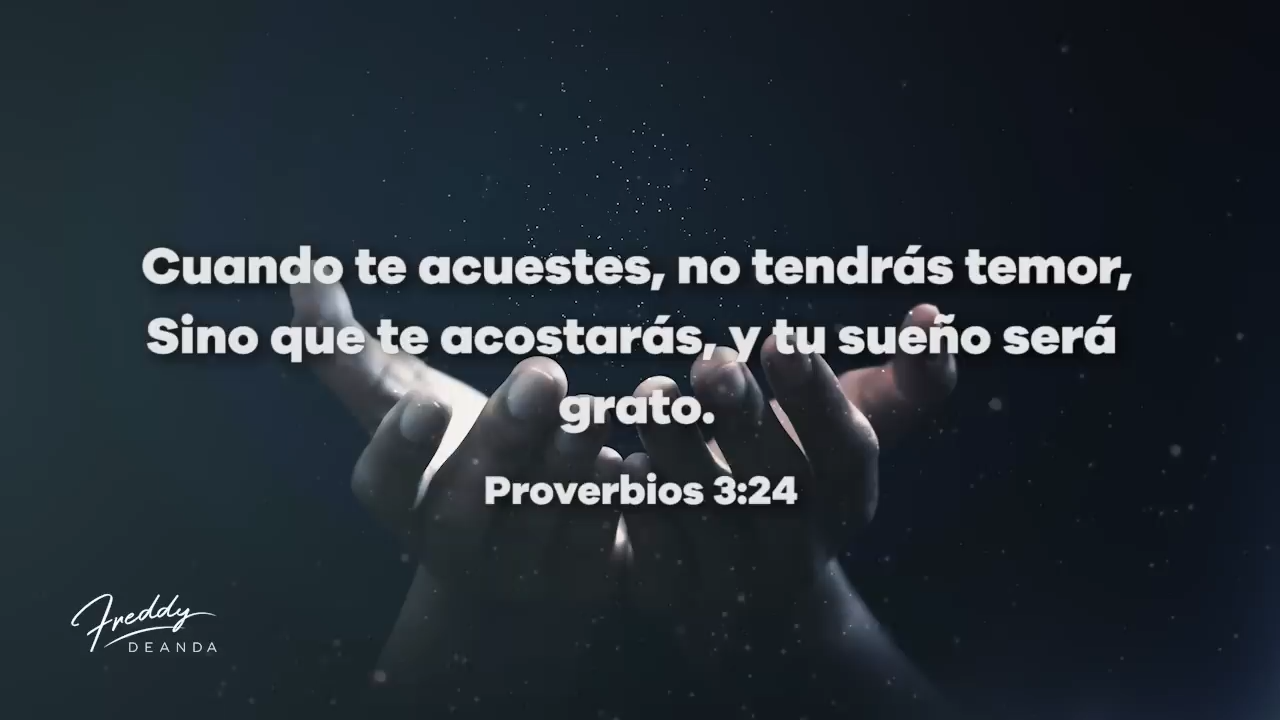 Cuando te acuestes, no tendrás temor,
Sino que te acostarás, y tu sueño será
grato.
Proverbios 3:24
Freddy
DEANDA